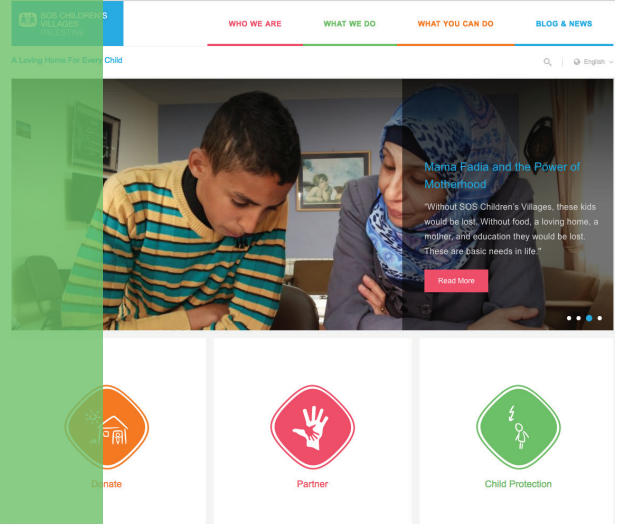 SOS CHILDREN'S
VILLAGES
PALESTINE
WHO WE ARE
WHAT WE DO
WHAT YOU CAN DO
BLOG & NEWS
A Loving Home For Every Child
English
Mama Fadia and the Power of
Motherhood
"Without SOS Children's Villages, these kids
would be lost. Without food, a loving home, a
mother, and education they would be lost.
These are basic needs in life."
Read More
Donate
Partner
Child Protection